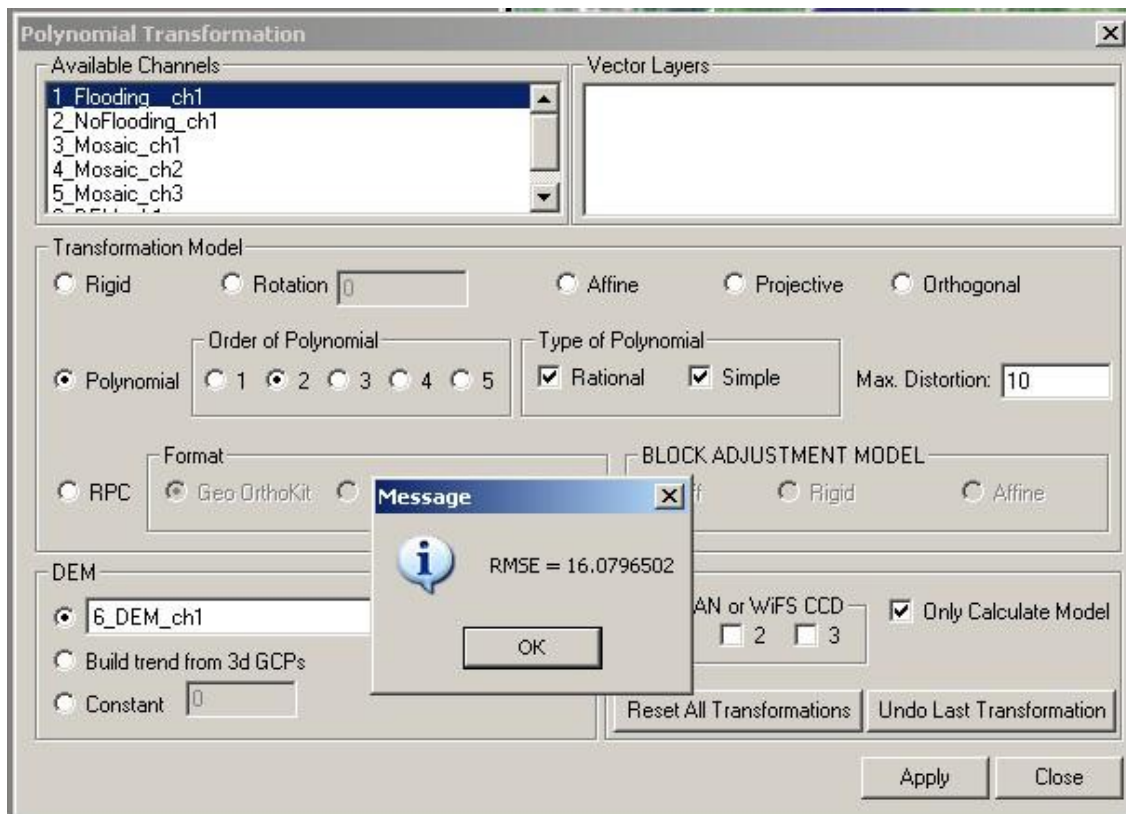 Polynomial Transformation
Available Channels
1_Flooding__ch1
2_NoFlooding_ch1
3_Mosaic_ch1
4_Mosaic_ch2
5_Mosaic_ch3
Vector Layers
Transformation Model
Rigid Rotation 0 Affine Projective Orthogonal
Order of Polynomial Type of Polynomial
Polynomial 1 2 3 4 5 Rational Simple Max. Distortion: 10
Format BLOCK ADJUSTMENT MODEL
RPC Geo OrthoKit Rigid Affine
Message
RMSE = 16.0796502
OK
DEM
6_DEM_ch1
Build trend from 3d GCPs
Constant 0
or WiFS CCD
2 3
Only Calculate Model
Reset All Transformations Undo Last Transformation
Apply Close